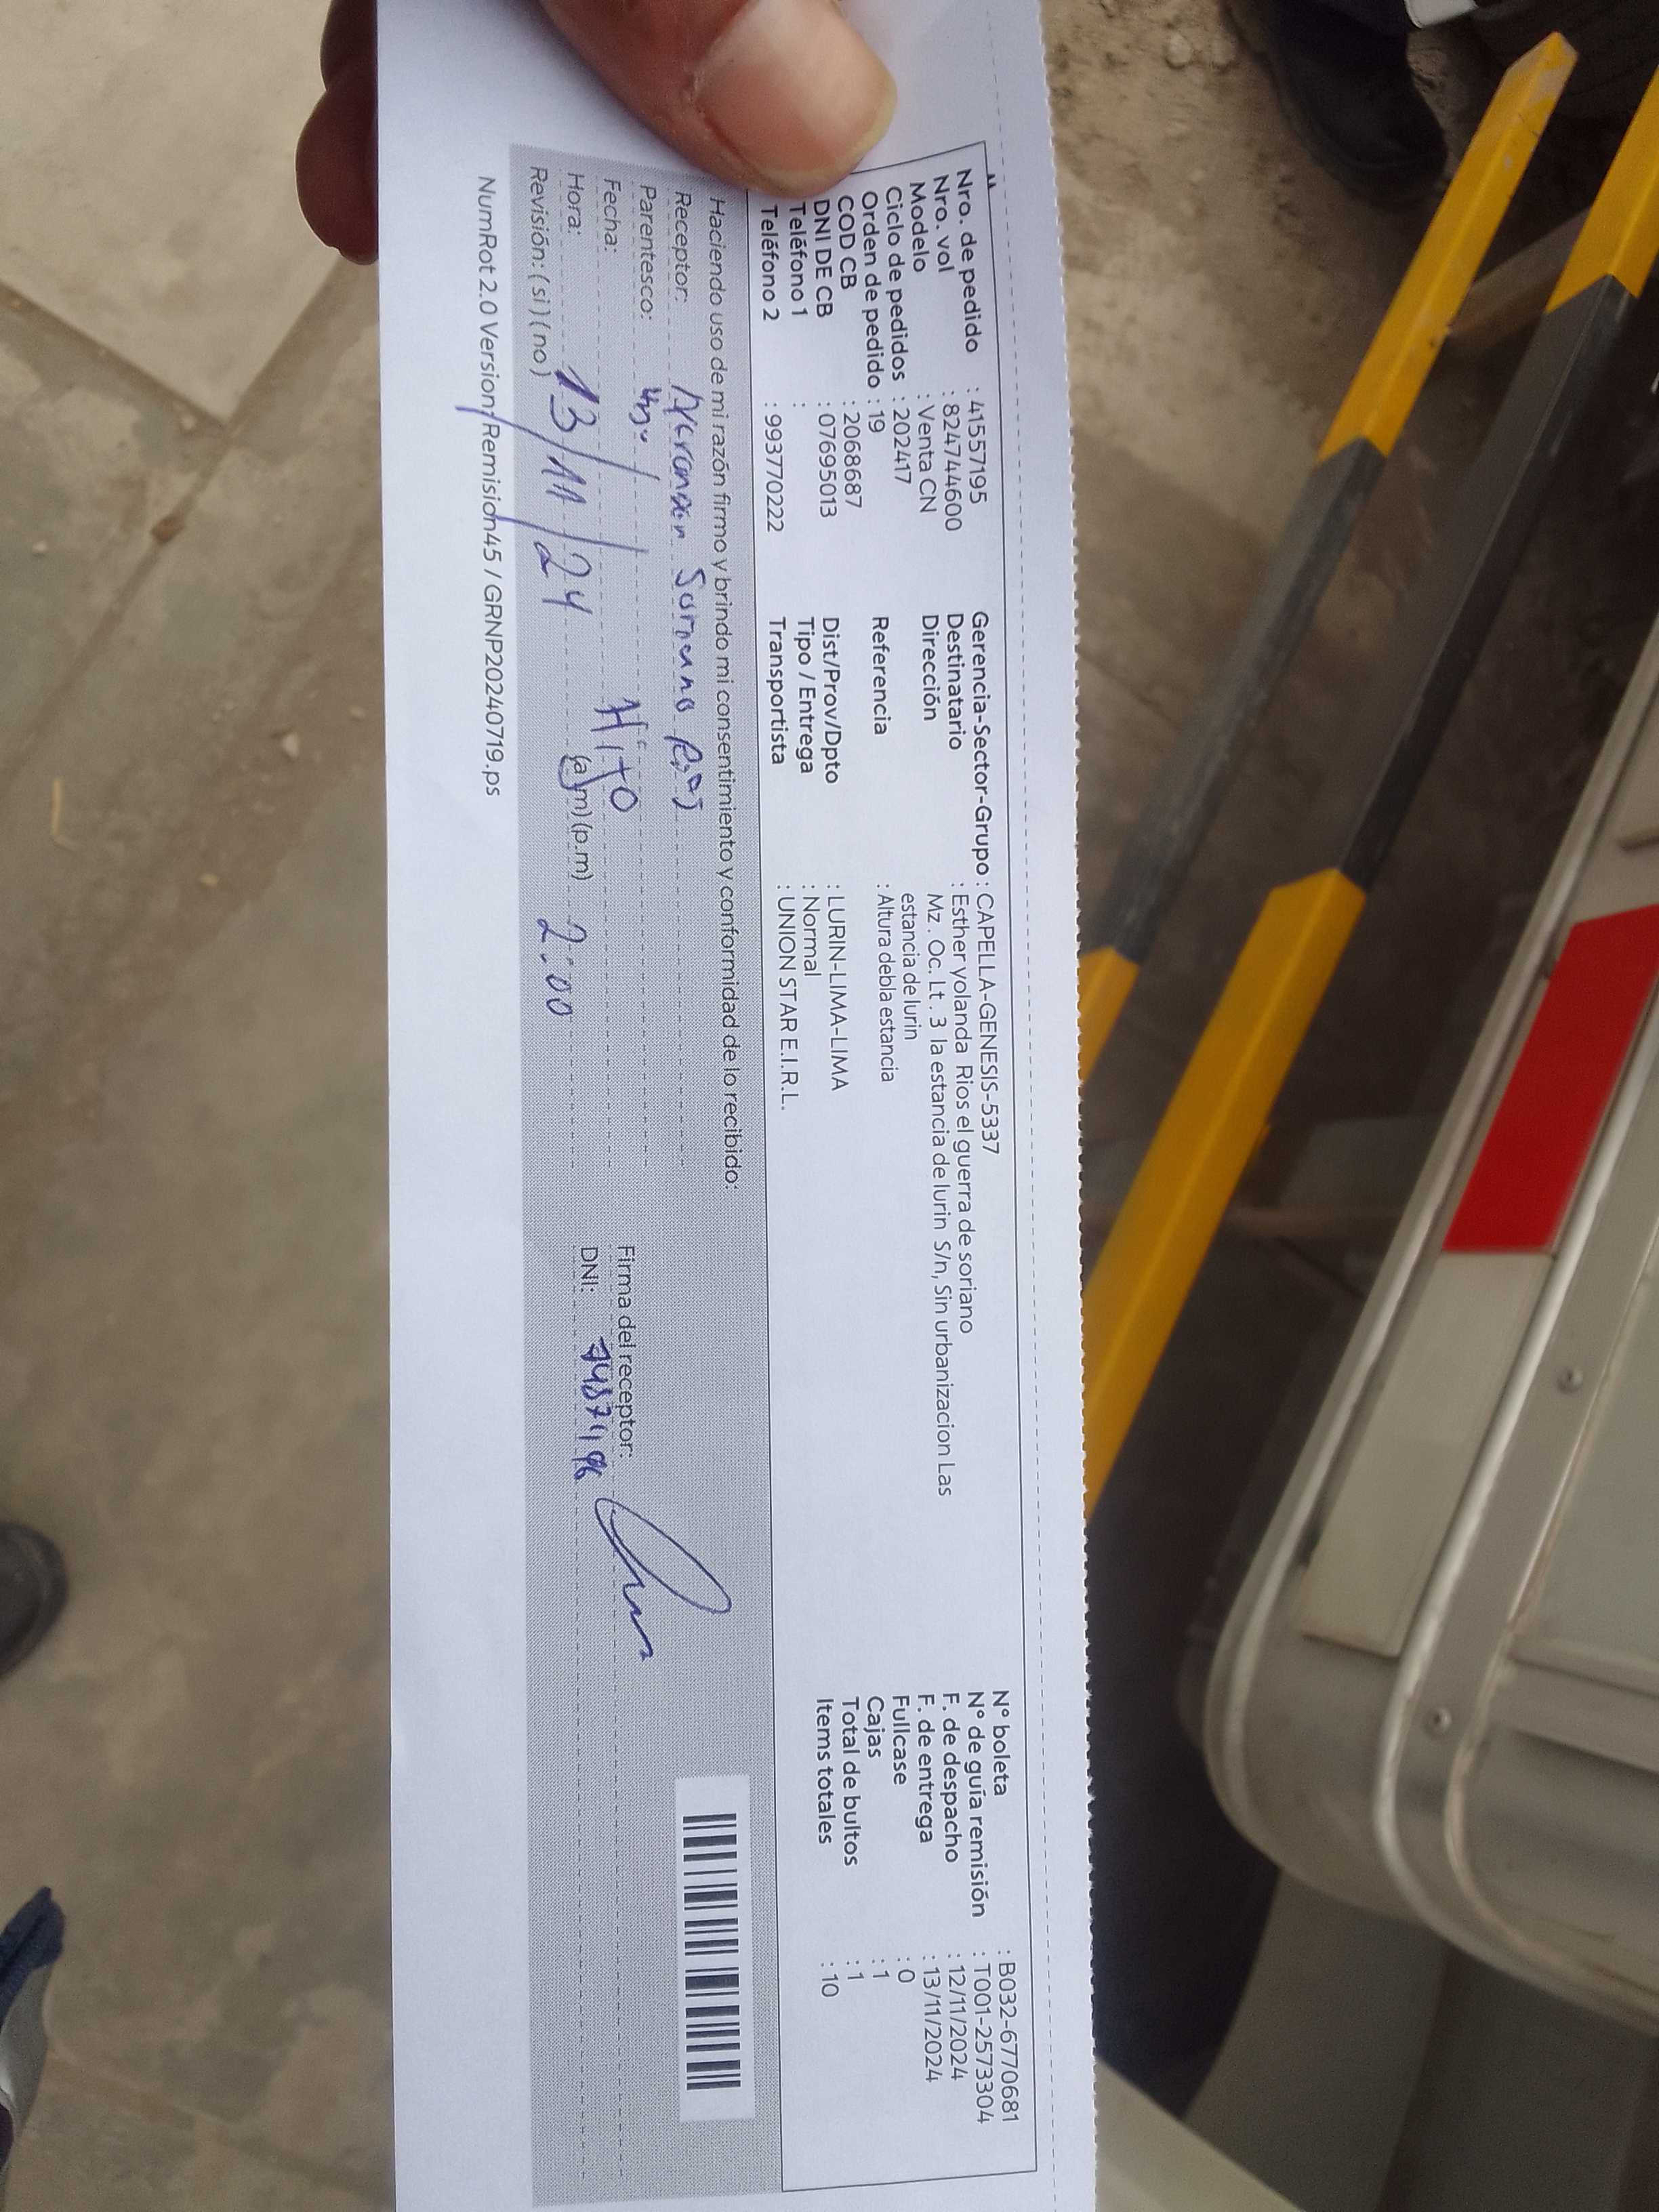 Nro. de pedido : 41557195
Nro. vol : 824744600
Modelo : Venta CN
Ciclo de pedidos : 202417
Orden de pedido : 19
COD CB : 2068687
DNI DE CB : 07695013
Teléfono 1 :
Teléfono 2 : 993770222
Gerencia-Sector-Grupo : CAPELLA-GENESIS-5337
Destinatario : Esther yolanda Rios el guerra de soriano
Dirección Mz . Oc. Lt . 3 la estancia de lurin S/n, Sin urbanizacion Las
estancia de lurin
Referencia : Altura debla estancia
Dist/Prov/Dpto : LURIN-LIMA-LIMA
Tipo / Entrega : Normal
Transportista : UNION STAR E.I.R.L.
N° boleta : B032-6770681
N° de guía remisión : T001-2573304
F. de despacho : 12/11/2024
F. de entrega : 13/11/2024
Fullcase : 0
Cajas : 1
Total de bultos : 1
Items totales : 10
Haciendo uso de mi razón firmo y brindo mi consentimiento y conformidad de lo recibido:
Receptor:
Parentesco: Hijo
Fecha:
Hora: 13/11/24 (a.m) (p.m) 2:00
Revisión: (si) (no)
Firma del receptor:
DNI:
NumRot 2.0 Version/Remision45 / GRNP20240719.ps